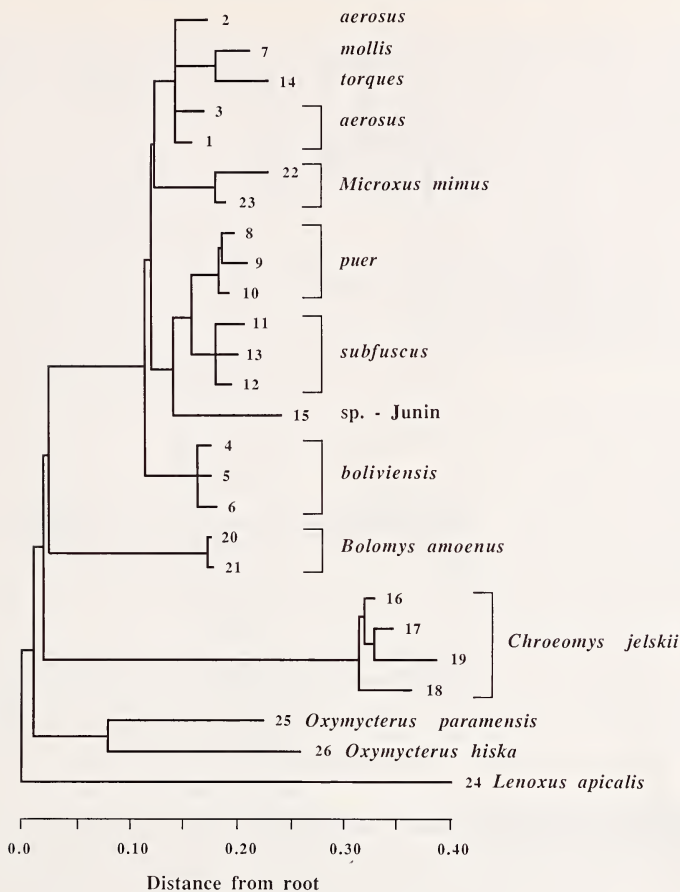 2 aerosus
7 mollis
14 torques
3
aerosus
1
22
Microxus mimus
23
8
9 puer
10
11
13 subfuscus
12
15 sp. - Junin
4
5 boliviensis
6
20
Bolomys amoenus
21
16
17
Chroeomys jelskii
19
18
25 Oxymycterus paramensis
26 Oxymycterus hiska
24 Lenoxus apicalis
0.0 0.10 0.20 0.30 0.40
Distance from root